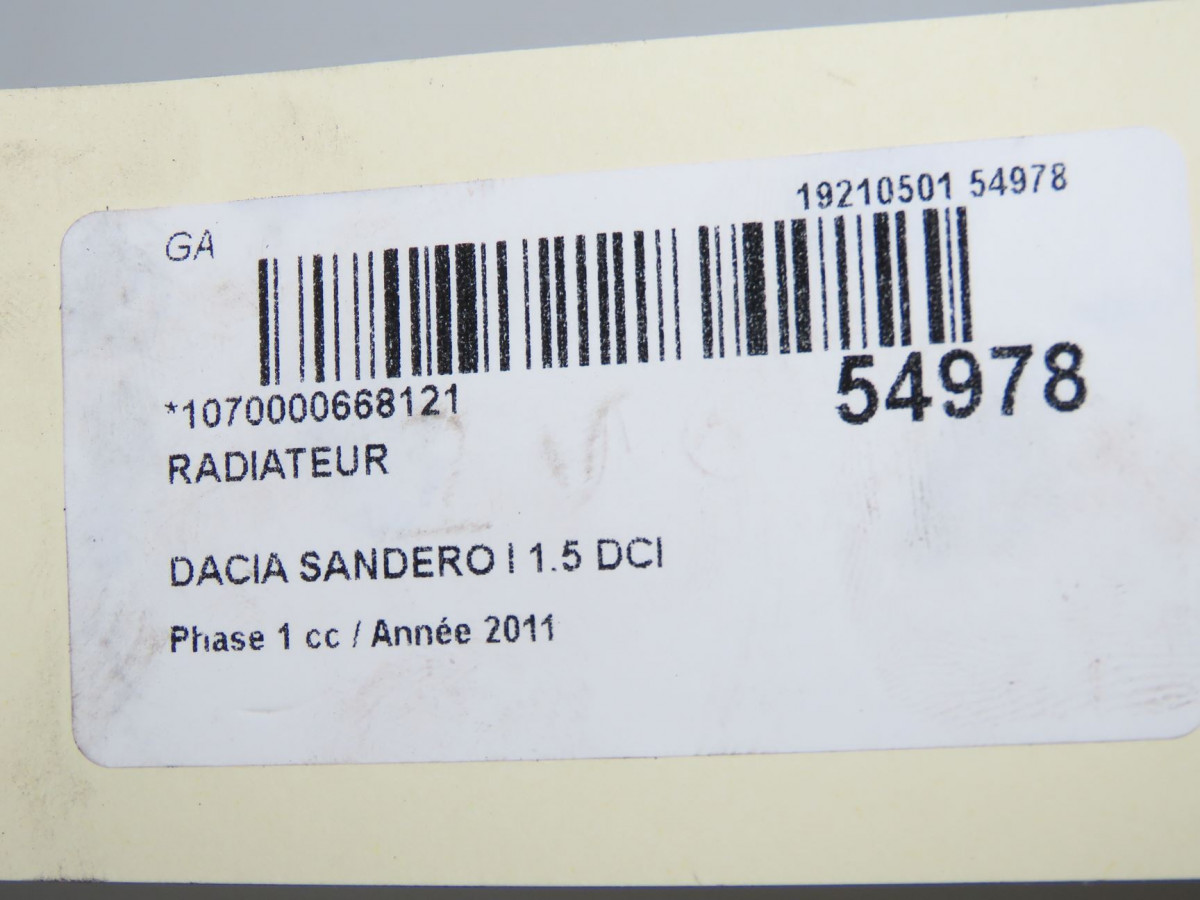 19210501 54978
GA
54978
*1070000668121
RADIATEUR
DACIA SANDERO I 1.5 DCI
Phase 1 cc / Année 2011